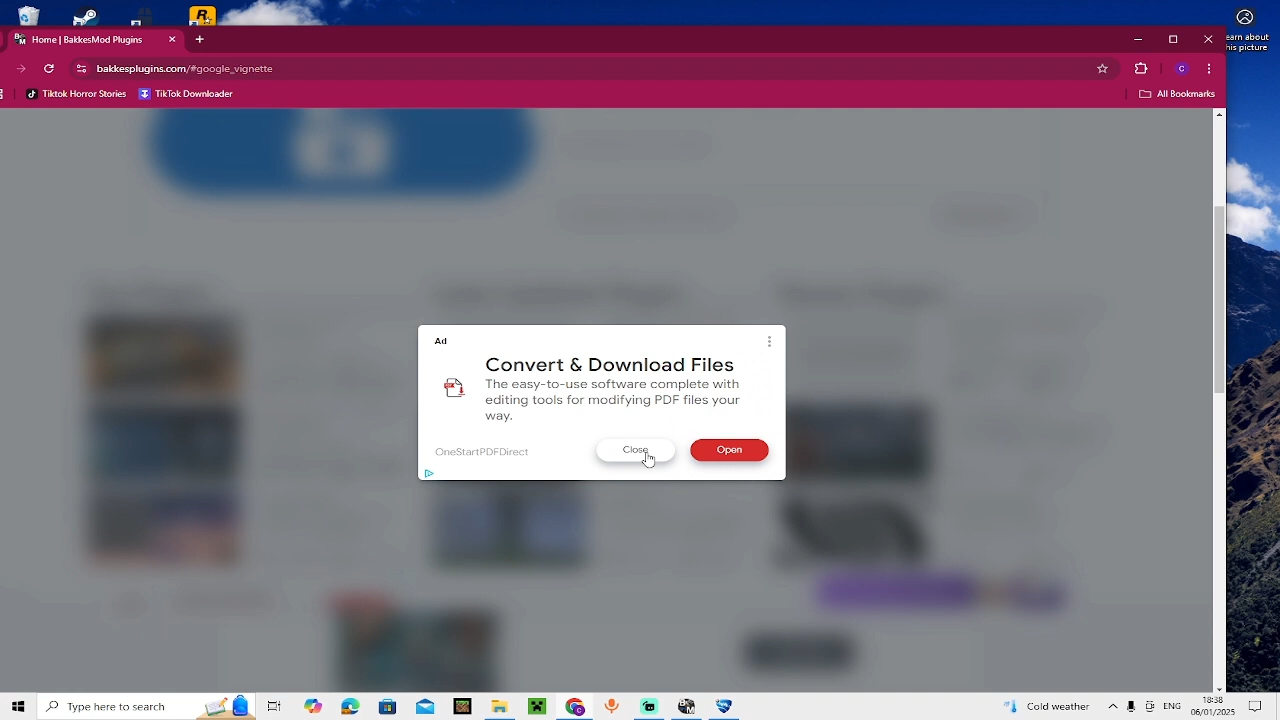 Home | BakkesMod Plugins
bakkesplugins.com/#google_vignette
Tiktok Horror Stories
TikTok Downloader
All Bookmarks
earn about
his picture
Ad
Convert & Download Files
The easy-to-use software complete with
editing tools for modifying PDF files your
way.
OneStartPDFDirect
Close
Open
Type here to search
Cold weather
ENG
18:38
06/01/2025